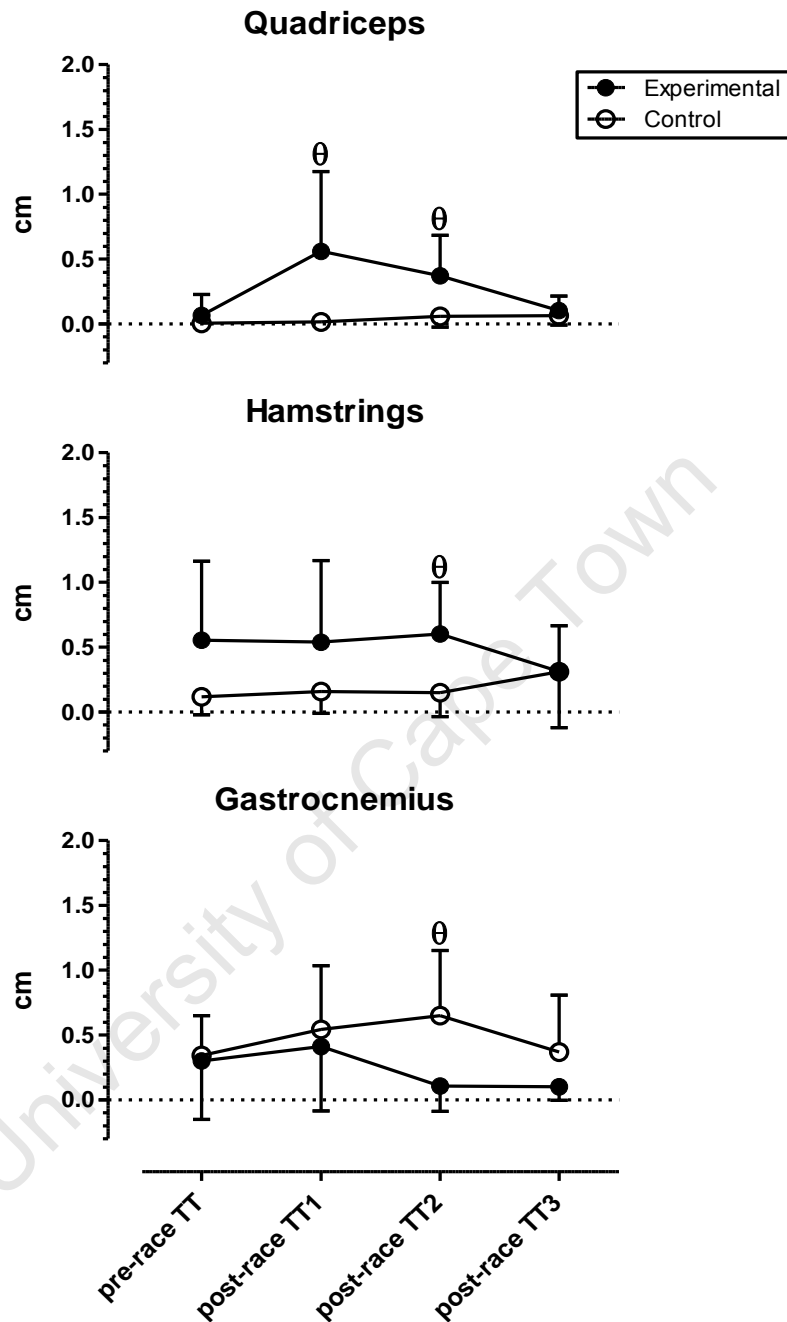 Quadriceps
2.0
1.5
1.0
0.5
0.0
cm
θ
θ
Experimental
Control
Hamstrings
2.0
1.5
1.0
0.5
0.0
cm
θ
Gastrocnemius
2.0
1.5
1.0
0.5
0.0
cm
θ
pre-race TT
post-race TT1
post-race TT2
post-race TT3
University of Cape Town